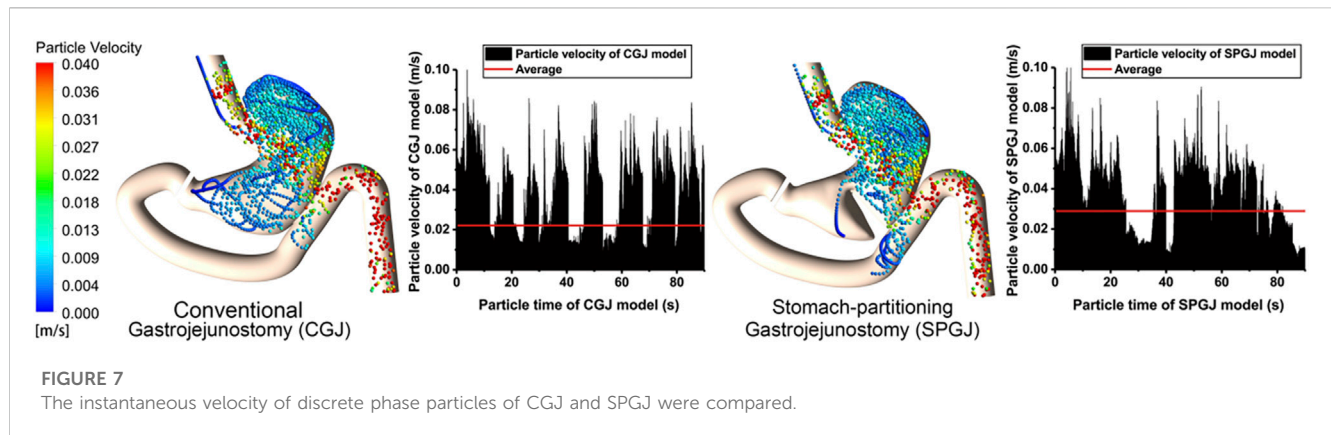 Particle Velocity
0.040
0.036
0.031
0.027
0.022
0.018
0.013
0.009
0.004
0.000
[m/s]
Conventional
Gastrojejunostomy (CGJ)
Particle velocity of CGJ model (m/s)
Particle velocity of CGJ model
Average
0.10
0.08
0.06
0.04
0.02
0.00
0 20 40 60 80
Particle time of CGJ model (s)
Stomach-partitioning
Gastrojejunostomy (SPGJ)
Particle velocity of SPGJ model (m/s)
Particle velocity of SPGJ model
Average
0.10
0.08
0.06
0.04
0.02
0.00
0 20 40 60 80
Particle time of SPGJ model (s)
FIGURE 7
The instantaneous velocity of discrete phase particles of CGJ and SPGJ were compared.